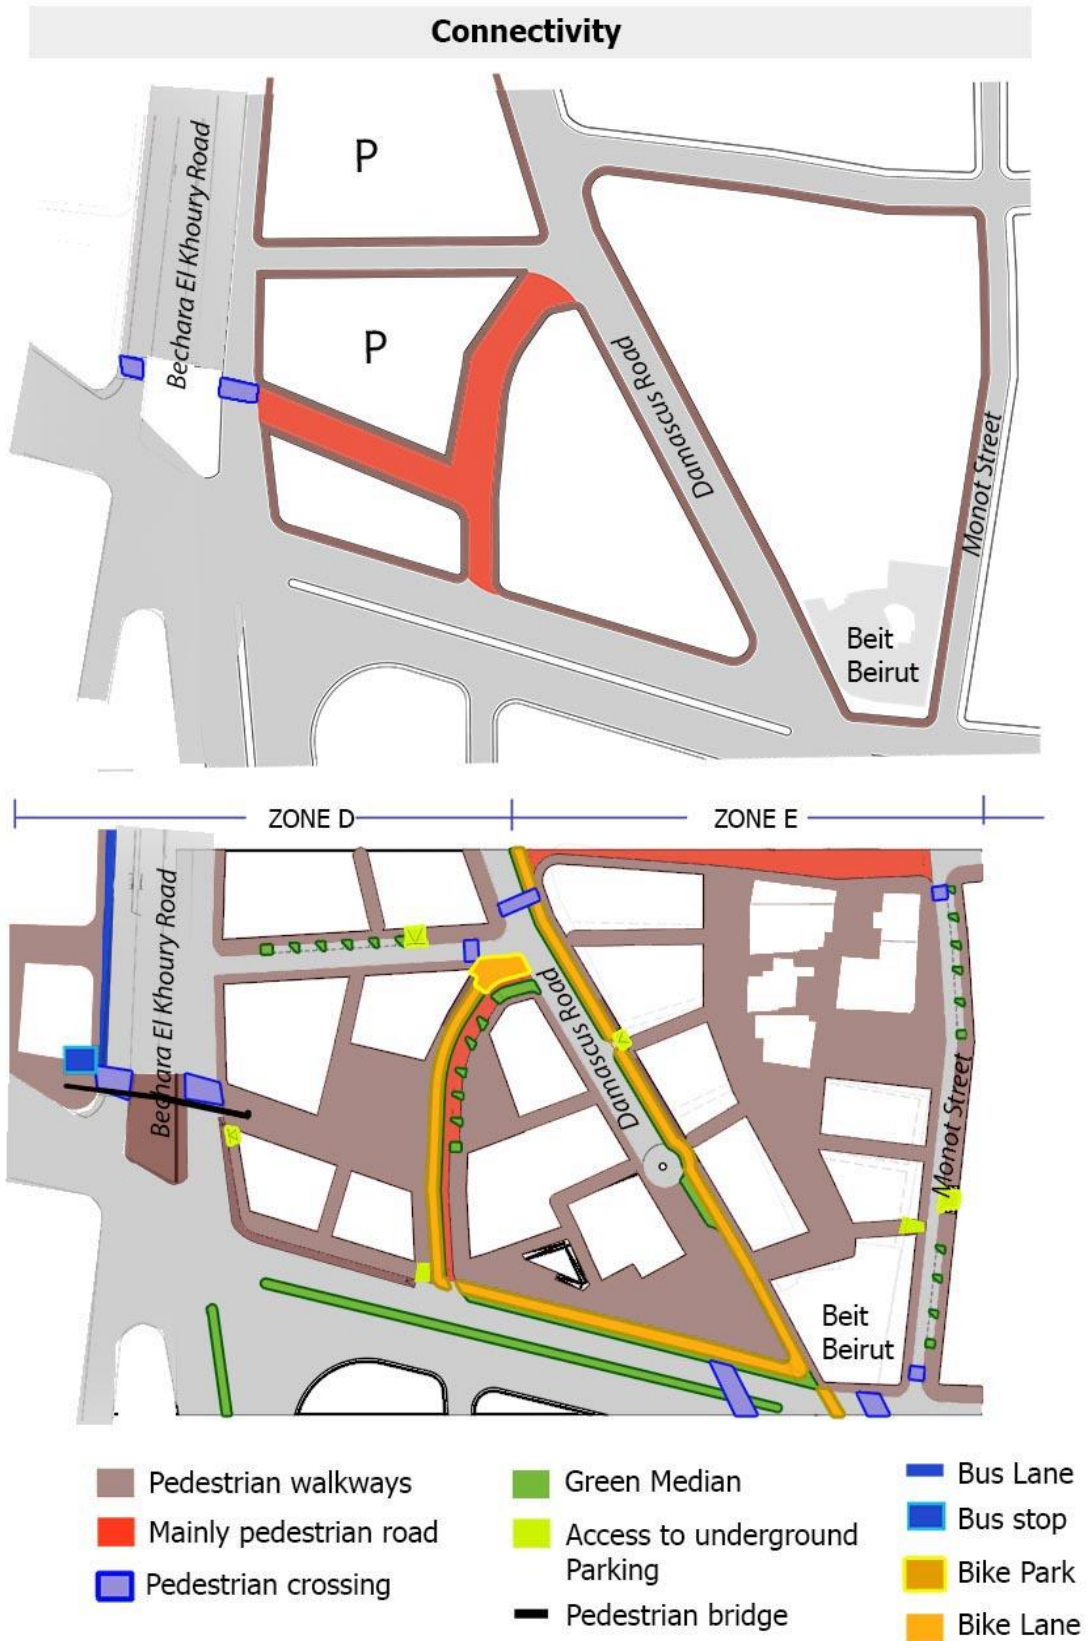 Connectivity
P
Bechara El Khoury Road
P
Damascus Road
Monot Street
Beit
Beirut
ZONE D
ZONE E
Bechara El Khoury Road
Damascus Road
Monot Street
Beit
Beirut
Pedestrian walkways
Mainly pedestrian road
Pedestrian crossing
Green Median
Access to underground
Parking
Pedestrian bridge
Bus Lane
Bus stop
Bike Park
Bike Lane